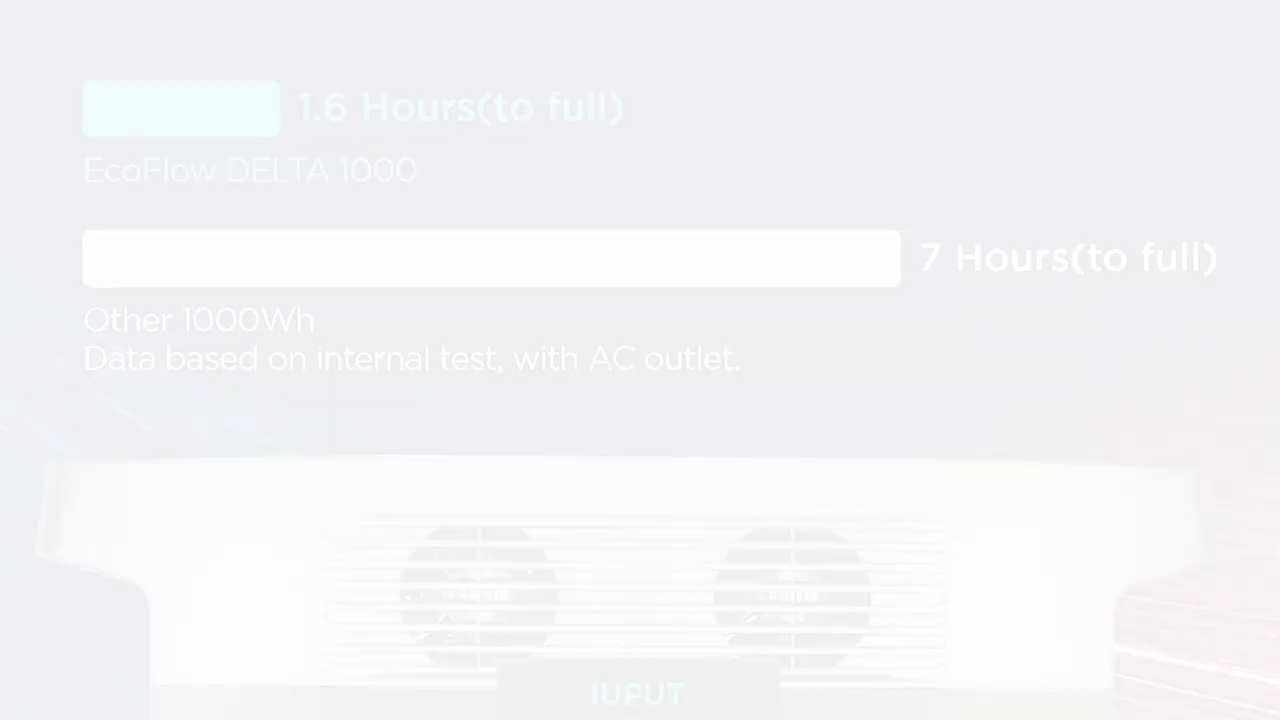 1.6 Hours(to full)
EcoFlow DELTA 1000
7 Hours(to full)
Other 1000Wh
Data based on internal test, with AC outlet.
IUPUT